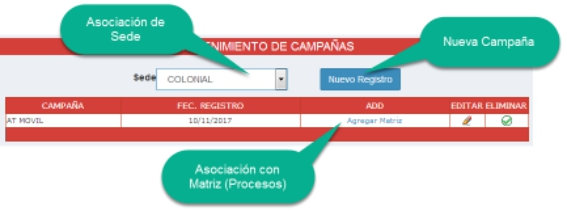 Asociación de
Sede
NIMIENTO DE CAMPAÑAS
Nueva Campaña
Sede COLONIAL
Nuevo Registro
CAMPAÑA FEC. REGISTRO ADD EDITAR ELIMINAR
AT MOVIL 10/11/2017 Agregar Matriz
Asociación con
Matriz (Procesos)